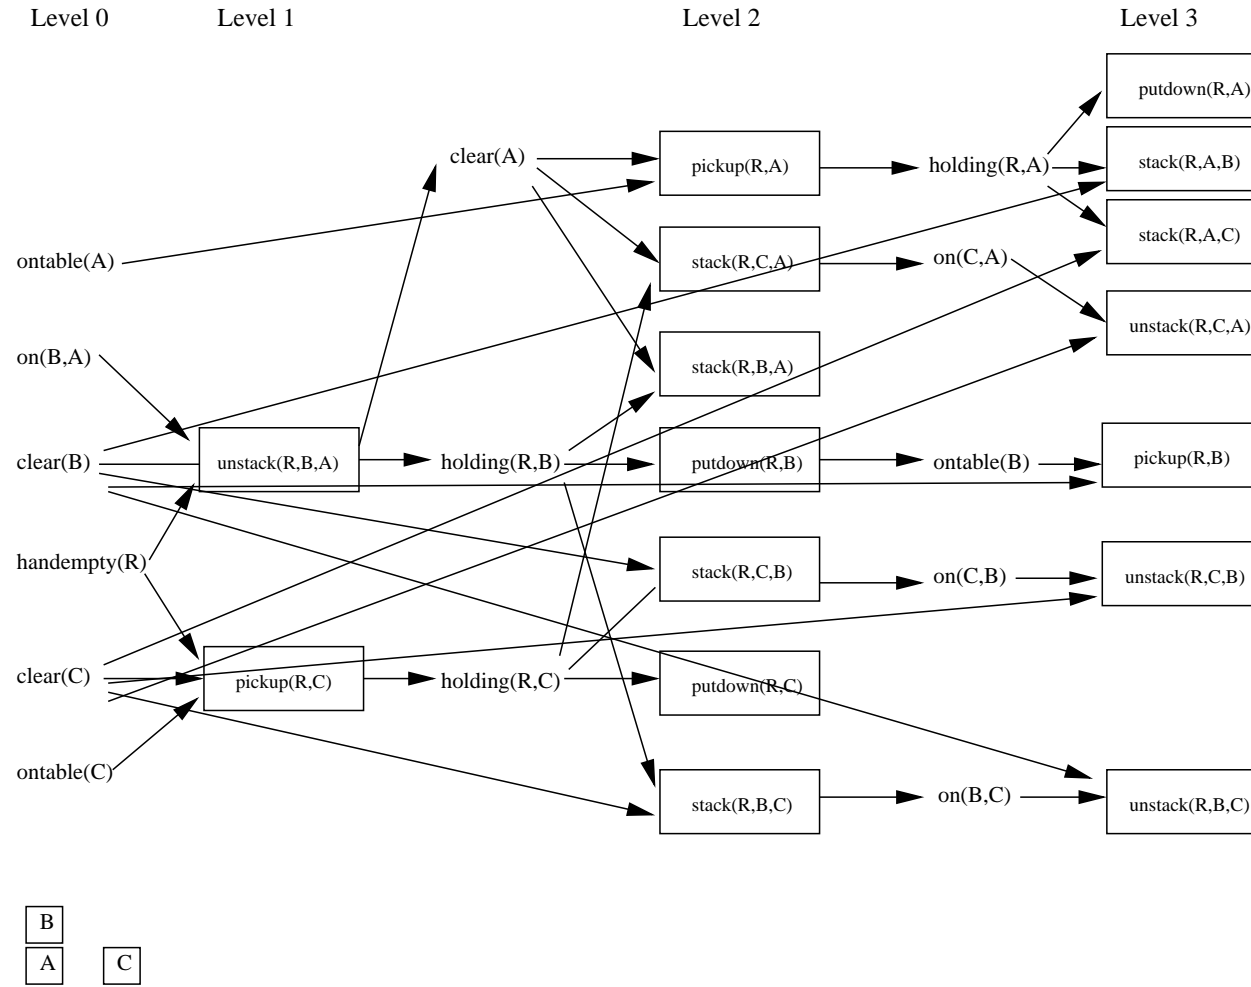 Level 0
Level 1
Level 2
Level 3
putdown(R,A)
clear(A)
pickup(R,A)
holding(R,A)
stack(R,A,B)
stack(R,A,C)
ontable(A)
stack(R,C,A)
on(C,A)
unstack(R,C,A)
on(B,A)
stack(R,B,A)
clear(B)
unstack(R,B,A)
holding(R,B)
putdown(R,B)
ontable(B)
pickup(R,B)
handempty(R)
stack(R,C,B)
on(C,B)
unstack(R,C,B)
clear(C)
pickup(R,C)
holding(R,C)
putdown(R,C)
ontable(C)
stack(R,B,C)
on(B,C)
unstack(R,B,C)
B
A
C